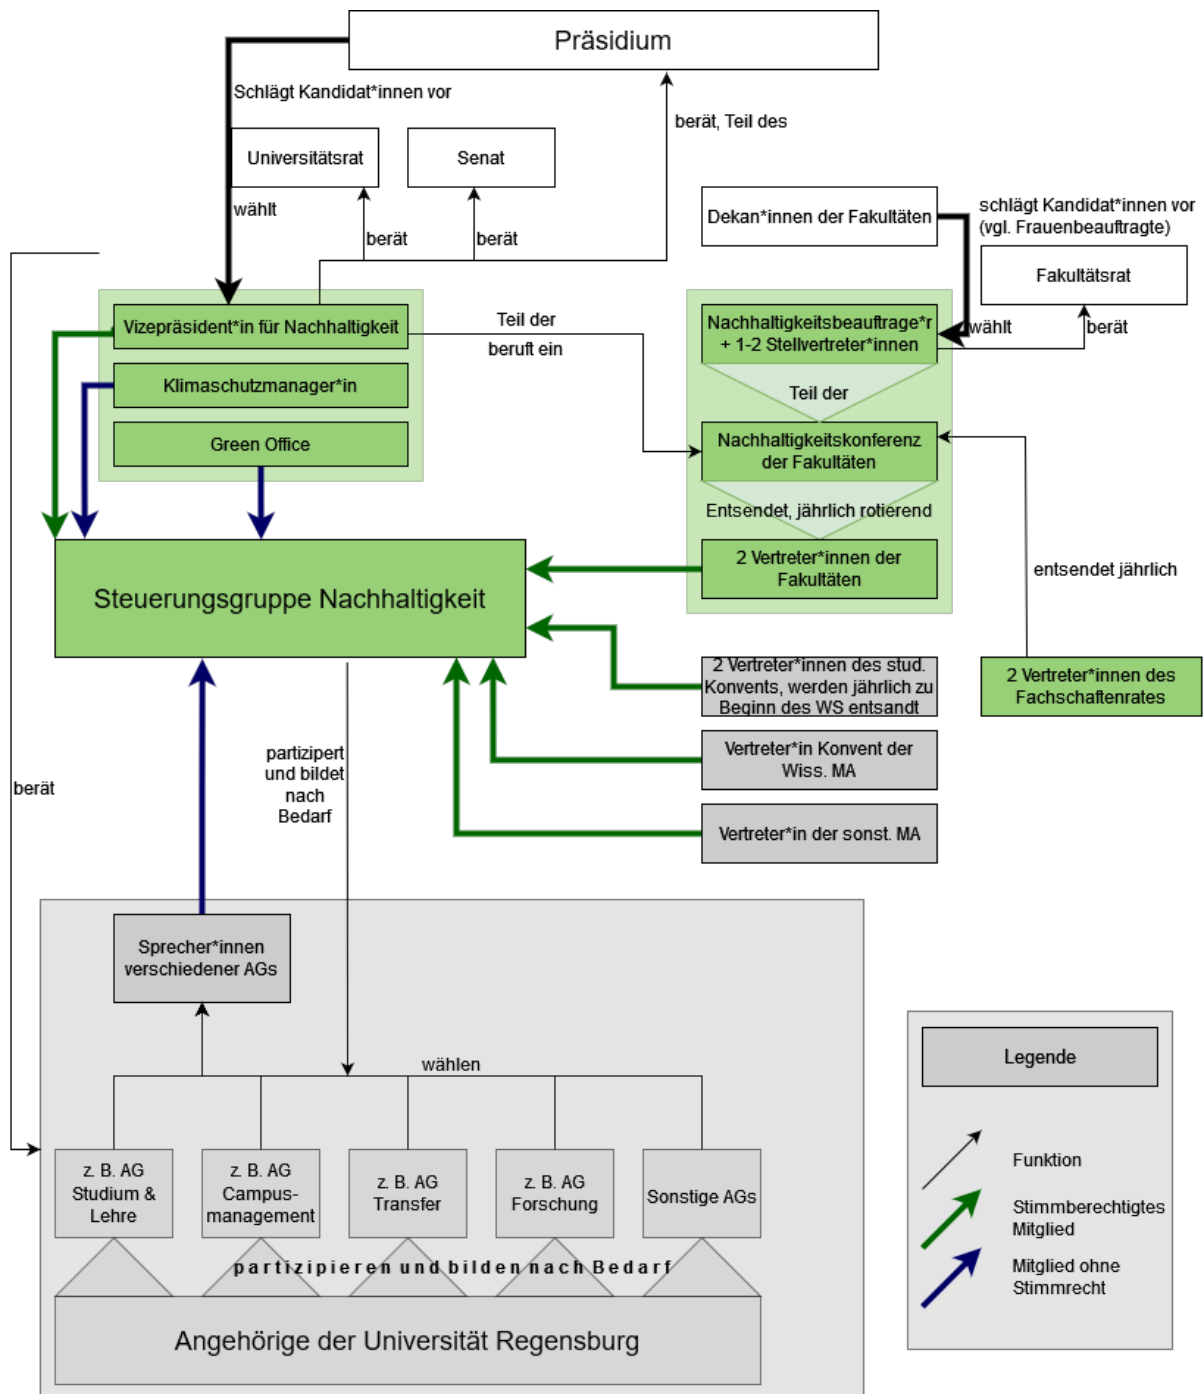 Präsidium
Schlägt Kandidat*innen vor
berät, Teil des
Universitätsrat
Senat
wählt
berät
berät
Dekan*innen der Fakultäten
schlägt Kandidat*innen vor
(vgl. Frauenbeauftragte)
Fakultätsrat
Vizepräsident*in für Nachhaltigkeit
Klimaschutzmanager*in
Green Office
Teil der
beruft ein
Nachhaltigkeitsbeauftrage*r
+ 1-2 Stellvertreter*innen
wählt
berät
Teil der
Nachhaltigkeitskonferenz
der Fakultäten
Entsendet, jährlich rotierend
2 Vertreter*innen der
Fakultäten
entsendet jährlich
Steuerungsgruppe Nachhaltigkeit
2 Vertreter*innen des stud.
Konvents, werden jährlich zu
Beginn des WS entsandt
2 Vertreter*innen des
Fachschaftenrates
Vertreter*in Konvent der
Wiss. MA
Vertreter*in der sonst. MA
berät
partizipert
und bildet
nach
Bedarf
Sprecher*innen
verschiedener AGs
wählen
z. B. AG
Studium &
Lehre
z. B. AG
Campus-
management
z. B. AG
Transfer
z. B. AG
Forschung
Sonstige AGs
partizipieren und bilden nach Bedarf
Angehörige der Universität Regensburg
Legende
Funktion
Stimmberechtigtes
Mitglied
Mitglied ohne
Stimmrecht